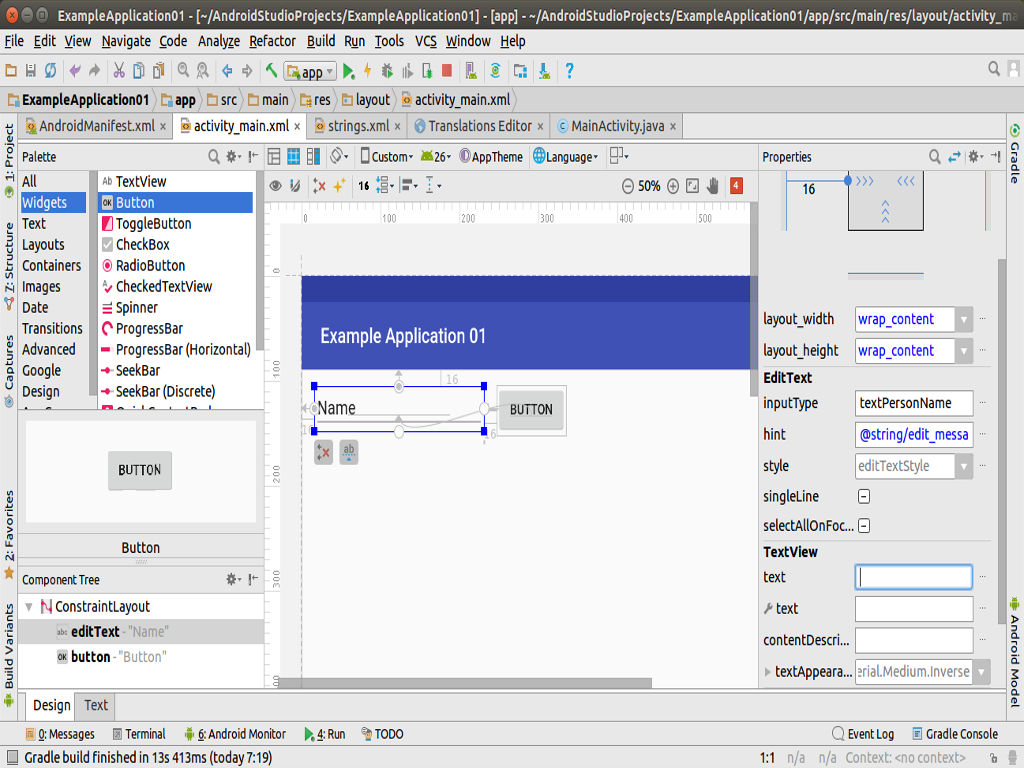 ExampleApplication01 - [~/AndroidStudioProjects/ExampleApplication01] - [app] - ~/AndroidStudioProjects/ExampleApplication01/app/src/main/res/layout/activity_ma
File Edit View Navigate Code Analyze Refactor Build Run Tools VCS Window Help
app
ExampleApplication01 app src main res layout activity_main.xml
AndroidManifest.xml activity_main.xml strings.xml Translations Editor MainActivity.java
1: Project
Z: Structure
Captures
2: Favorites
Build Variants
Palette
All
Widgets
Text
Layouts
Containers
Images
Date
Transitions
Advanced
Google
Design
Ab TextView
OK Button
ToggleButton
CheckBox
RadioButton
CheckedTextView
Spinner
ProgressBar
ProgressBar (Horizontal)
SeekBar
SeekBar (Discrete)
BUTTON
Button
Component Tree
ConstraintLayout
abc editText - "Name"
OK button - "Button"
Custom 26 AppTheme Language
16 50% 4
0 100 200 300 400 500
0
100
200
300
Example Application 01
16
Name
BUTTON
16
ab
Properties
16
layout_width wrap_content
layout_height wrap_content
EditText
inputType textPersonName
hint @string/edit_messa
style editTextStyle
singleLine
selectAllOnFoc...
TextView
text
text
contentDescri...
textAppeara... erial.Medium.Inverse
Gradle
Android Model
Design Text
0: Messages Terminal 6: Android Monitor 4: Run TODO Event Log Gradle Console
Gradle build finished in 13s 413ms (today 7:19) 1:1 n/a n/a Context: <no context>